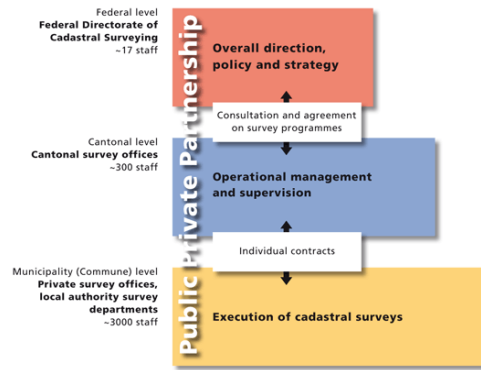 Federal level
Federal Directorate of
Cadastral Surveying
~17 staff
Overall direction,
policy and strategy
Consultation and agreement
on survey programmes
Cantonal level
Cantonal survey offices
~300 staff
Operational management
and supervision
Individual contracts
Municipality (Commune) level
Private survey offices,
local authority survey
departments
~3000 staff
Execution of cadastral surveys
Public Private Partnership